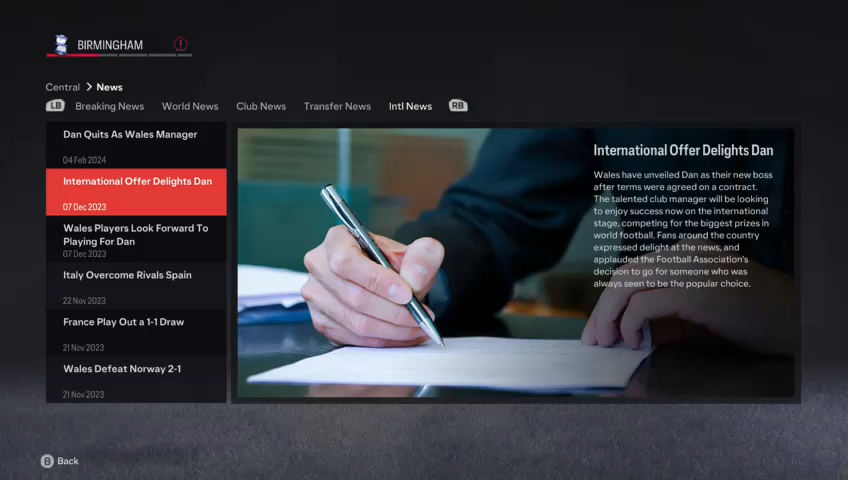 BIRMINGHAM
Central > News
LB Breaking News World News Club News Transfer News Intl News RB
Dan Quits As Wales Manager
04 Feb 2024
International Offer Delights Dan
07 Dec 2023
Wales Players Look Forward To
Playing For Dan
07 Dec 2023
Italy Overcome Rivals Spain
22 Nov 2023
France Play Out a 1-1 Draw
21 Nov 2023
Wales Defeat Norway 2-1
21 Nov 2023
International Offer Delights Dan
Wales have unveiled Dan as their new boss
after terms were agreed on a contract.
The talented club manager will be looking
to enjoy success now on the international
stage, competing for the biggest prizes in
world football. Fans around the country
expressed delight at the news, and
applauded the Football Association's
decision to go for someone who was
always seen to be the popular choice.
B Back